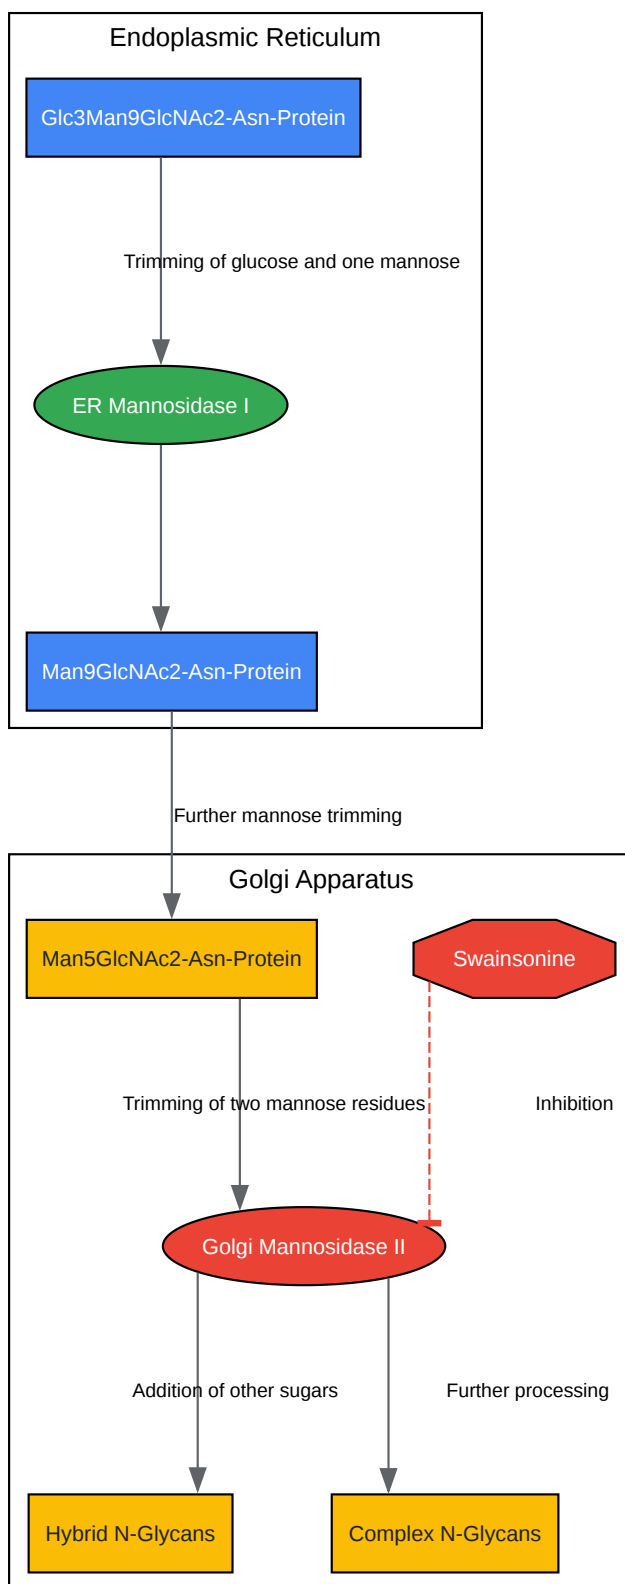 Endoplasmic Reticulum
Glc3Man9GlcNAc2-Asn-Protein
Trimming of glucose and one mannose
ER Mannosidase I
Man9GlcNAc2-Asn-Protein
Further mannose trimming
Golgi Apparatus
Man5GlcNAc2-Asn-Protein
Swainsonine
Trimming of two mannose residues
Inhibition
Golgi Mannosidase II
Addition of other sugars
Further processing
Hybrid N-Glycans
Complex N-Glycans